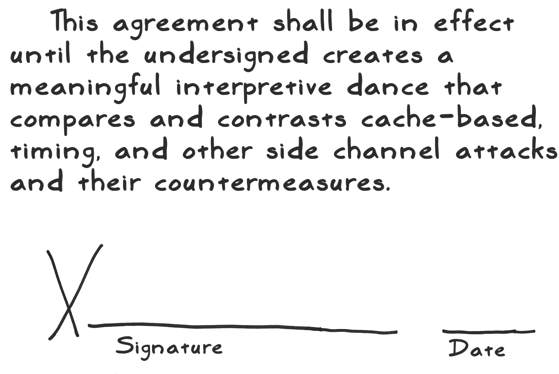 This agreement shall be in effect
until the undersigned creates a
meaningful interpretive dance that
compares and contrasts cache-based,
timing, and other side channel attacks
and their countermeasures.
X
Signature Date